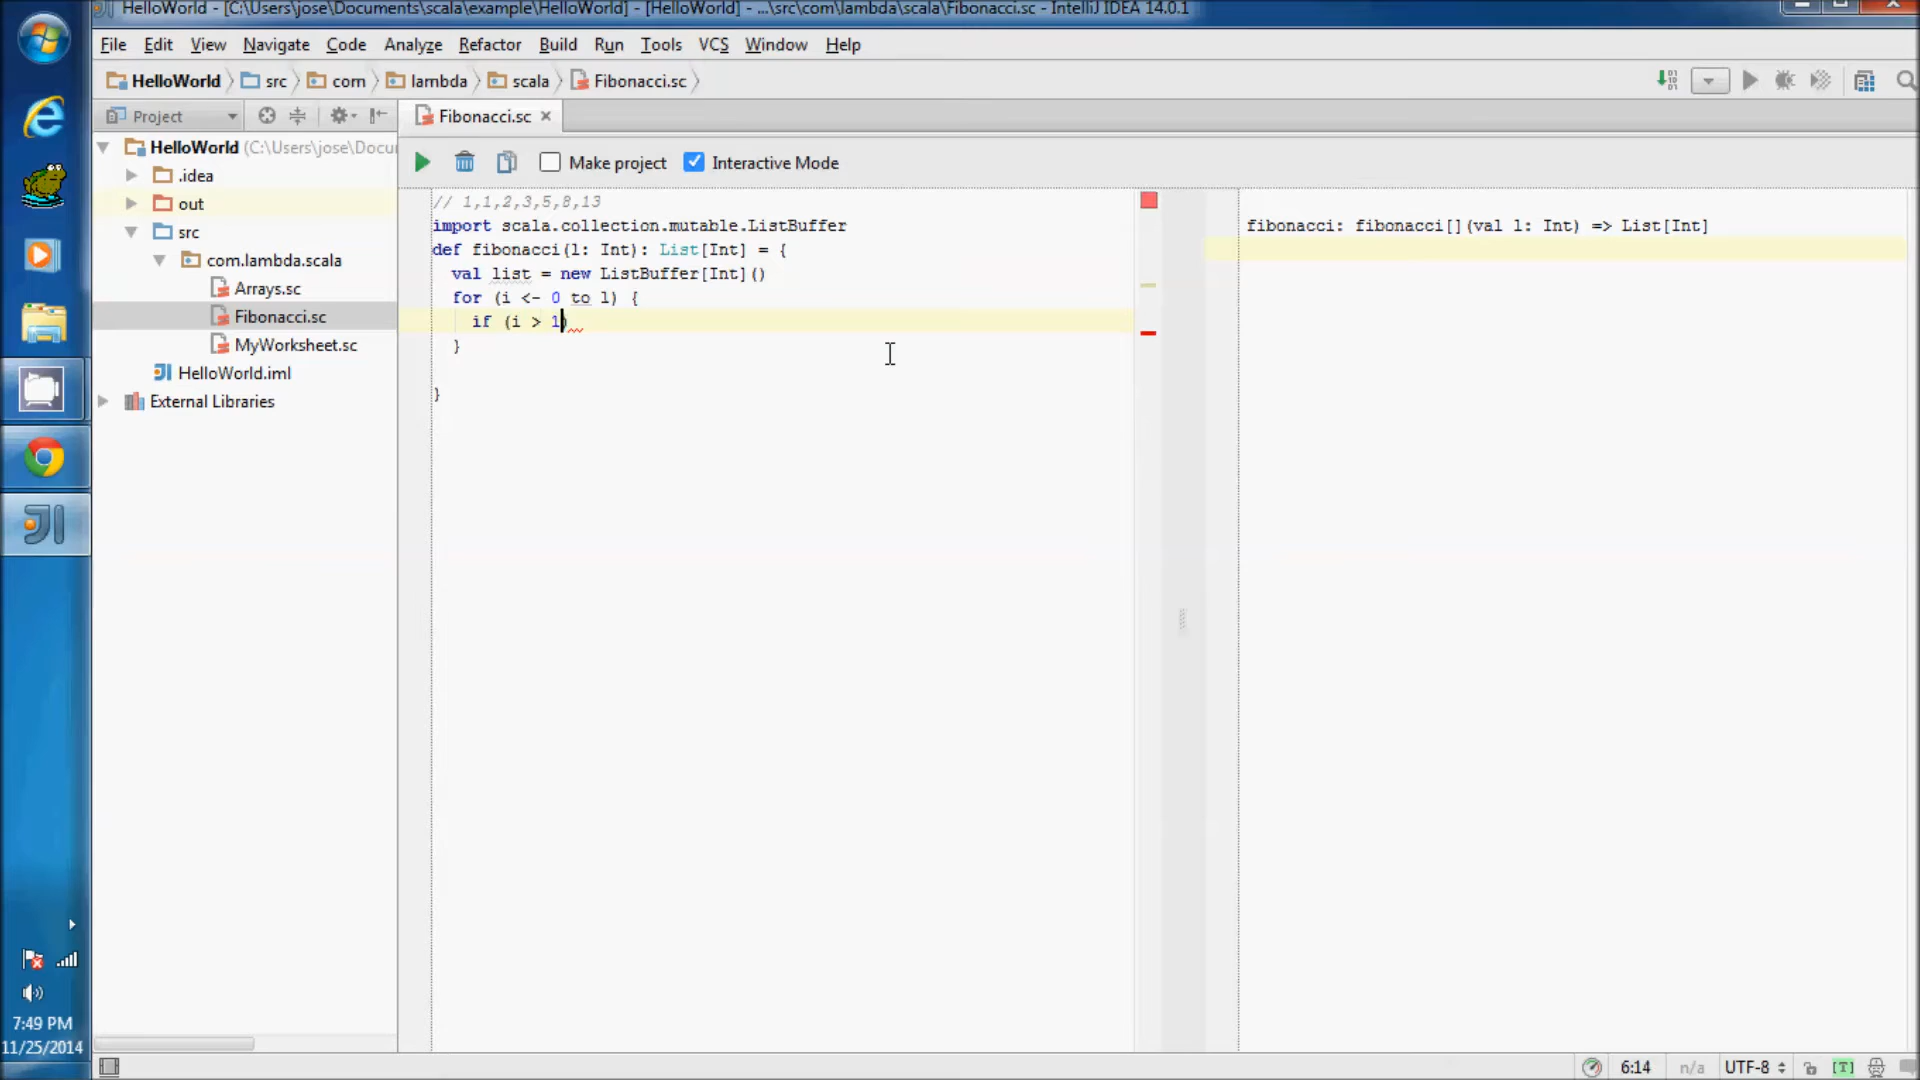 HelloWorld - [C:\Users\jose\Documents\scala\example\HelloWorld] - [HelloWorld] - ...\src\com\lambda\scala\Fibonacci.sc - IntelliJ IDEA 14.0.1
File Edit View Navigate Code Analyze Refactor Build Run Tools VCS Window Help
HelloWorld src com lambda scala Fibonacci.sc
Project
Fibonacci.sc
HelloWorld (C:\Users\jose\Docu
Make project Interactive Mode
.idea
out
src
com.lambda.scala
Arrays.sc
Fibonacci.sc
MyWorksheet.sc
HelloWorld.iml
External Libraries
// 1,1,2,3,5,8,13
import scala.collection.mutable.ListBuffer
def fibonacci(l: Int): List[Int] = {
val list = new ListBuffer[Int]()
for (i <- 0 to l) {
if (i > 1)
}
}
fibonacci: fibonacci[](val l: Int) => List[Int]
7:49 PM
11/25/2014
6:14 n/a UTF-8 [T]